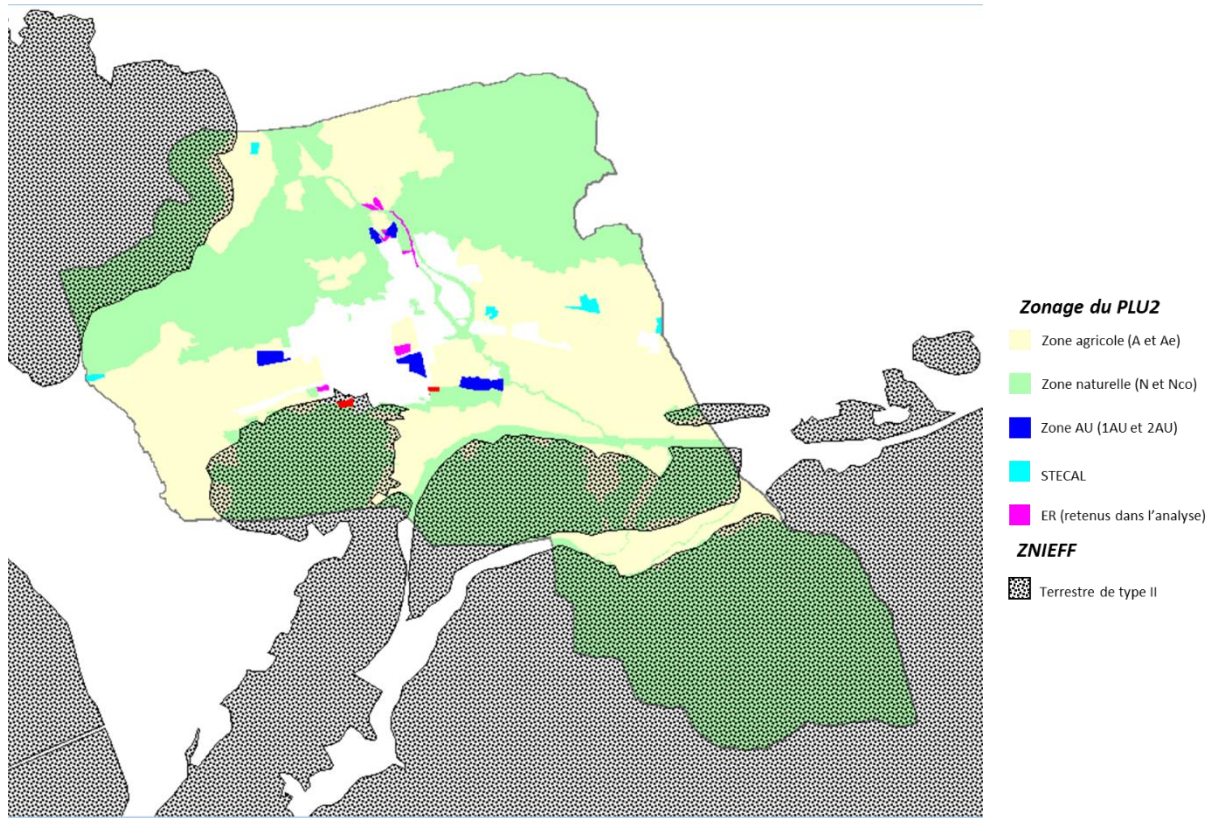 Zonage du PLU2
Zone agricole (A et Ae)
Zone naturelle (N et Nco)
Zone AU (1AU et 2AU)
STECAL
ER (retenus dans l'analyse)
ZNIEFF
Terrestre de type II